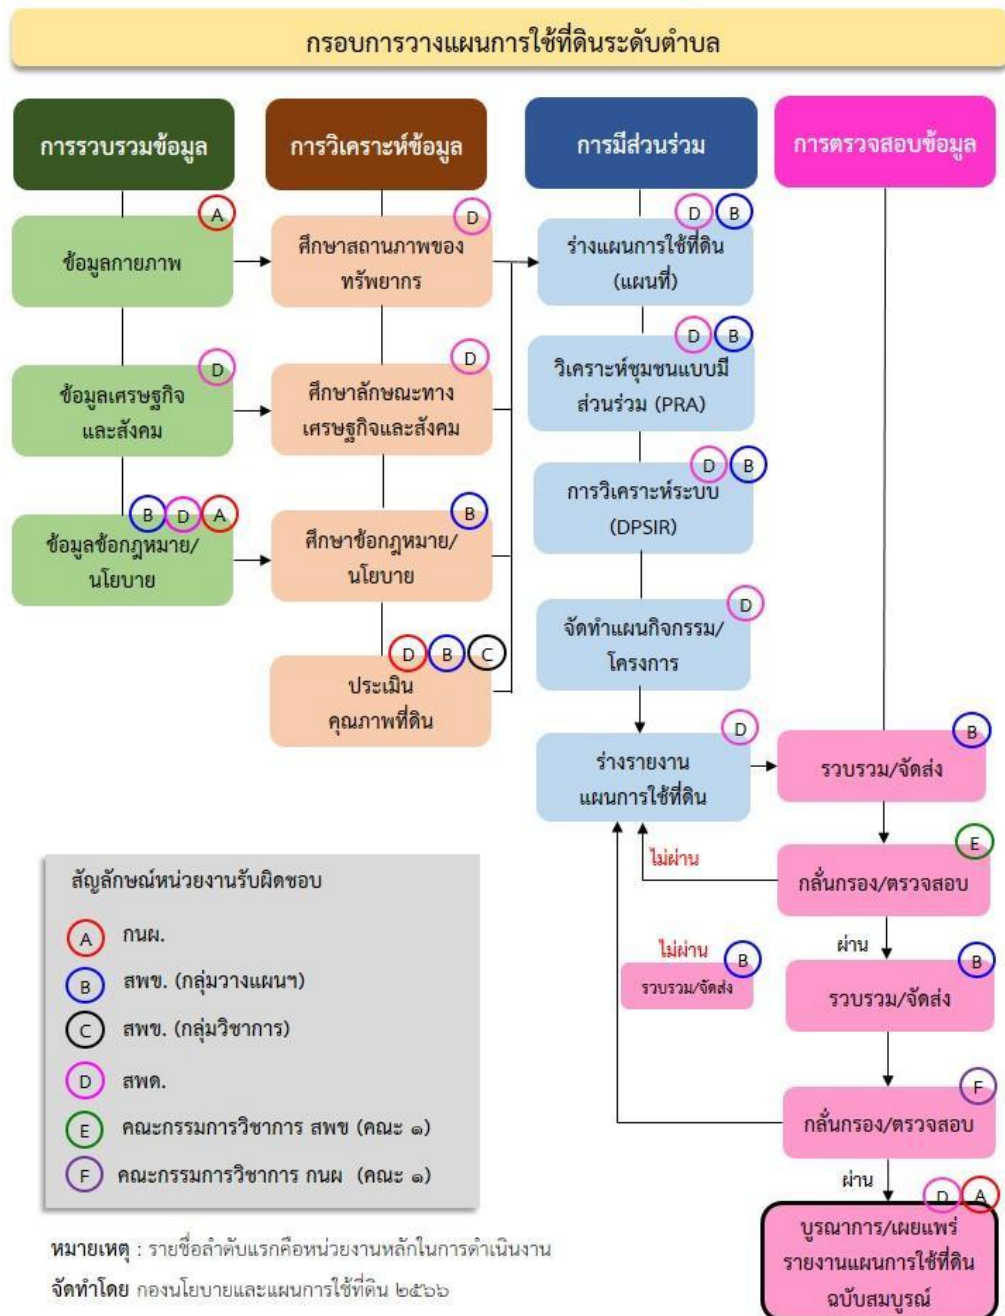 กรอบการวางแผนการใช้ที่ดินระดับตำบล
การรวบรวมข้อมูล
A
ข้อมูลกายภาพ
D
ข้อมูลเศรษฐกิจ
และสังคม
B D A
ข้อมูลข้อกฎหมาย/
นโยบาย
การวิเคราะห์ข้อมูล
D
ศึกษาสถานภาพของ
ทรัพยากร
D
ศึกษาลักษณะทาง
เศรษฐกิจและสังคม
B
ศึกษาข้อกฎหมาย/
นโยบาย
D B C
ประเมิน
คุณภาพที่ดิน
การมีส่วนร่วม
D B
ร่างแผนการใช้ที่ดิน
(แผนที่)
D B
วิเคราะห์ชุมชนแบบมี
ส่วนร่วม (PRA)
D B
การวิเคราะห์ระบบ
(DPSIR)
D
จัดทำแผนกิจกรรม/
โครงการ
D
ร่างรายงาน
แผนการใช้ที่ดิน
การตรวจสอบข้อมูล
B
รวบรวม/จัดส่ง
E
กลั่นกรอง/ตรวจสอบ
ไม่ผ่าน
ผ่าน
B
รวบรวม/จัดส่ง
ไม่ผ่าน
B
รวบรวม/จัดส่ง
F
กลั่นกรอง/ตรวจสอบ
ผ่าน
D A
บูรณาการ/เผยแพร่
รายงานแผนการใช้ที่ดิน
ฉบับสมบูรณ์
สัญลักษณ์หน่วยงานรับผิดชอบ
A กนผ.
B สพข. (กลุ่มวางแผนฯ)
C สพข. (กลุ่มวิชาการ)
D สพด.
E คณะกรรมการวิชาการ สพข (คณะ ๑)
F คณะกรรมการวิชาการ กนผ (คณะ ๑)
หมายเหตุ : รายชื่อลำดับแรกคือหน่วยงานหลักในการดำเนินงาน
จัดทำโดย กองนโยบายและแผนการใช้ที่ดิน ๒๕๖๖